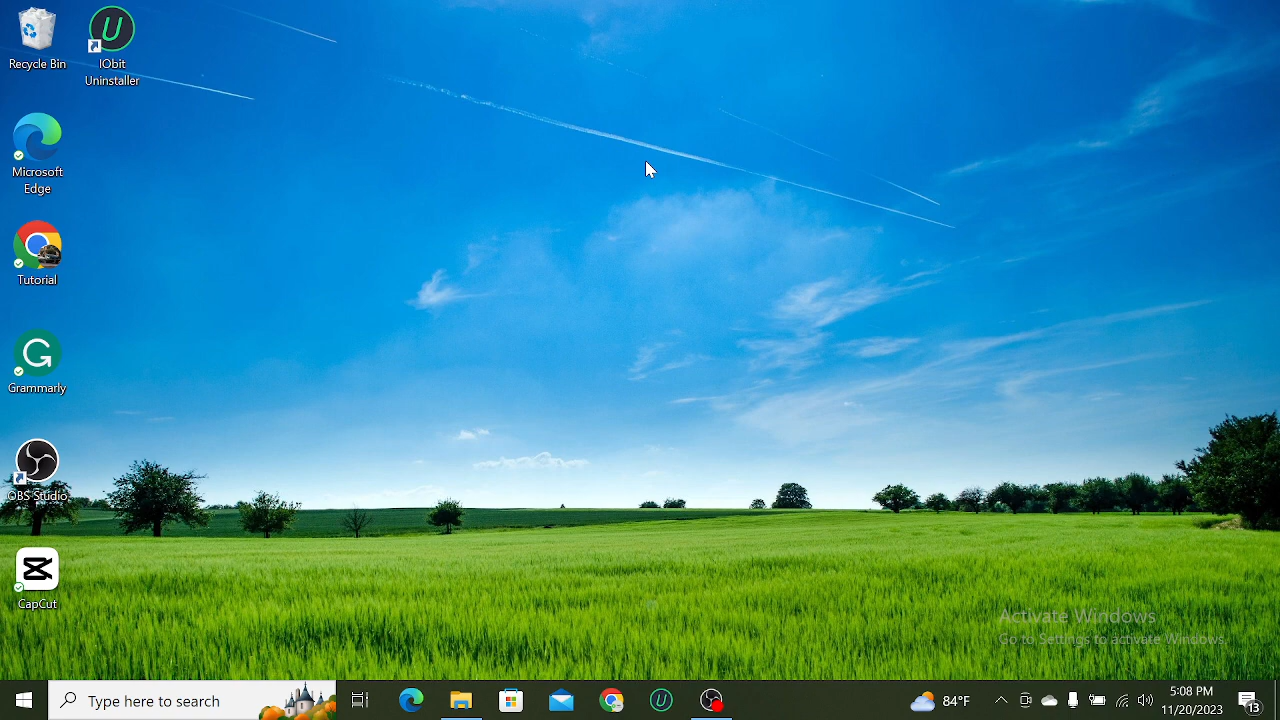 Recycle Bin
IObit
Uninstaller
Microsoft
Edge
Tutorial
Grammarly
OBS Studio
CapCut
Activate Windows
Go to Settings to activate Windows.
Type here to search
84°F
5:08 PM
11/20/2023
13